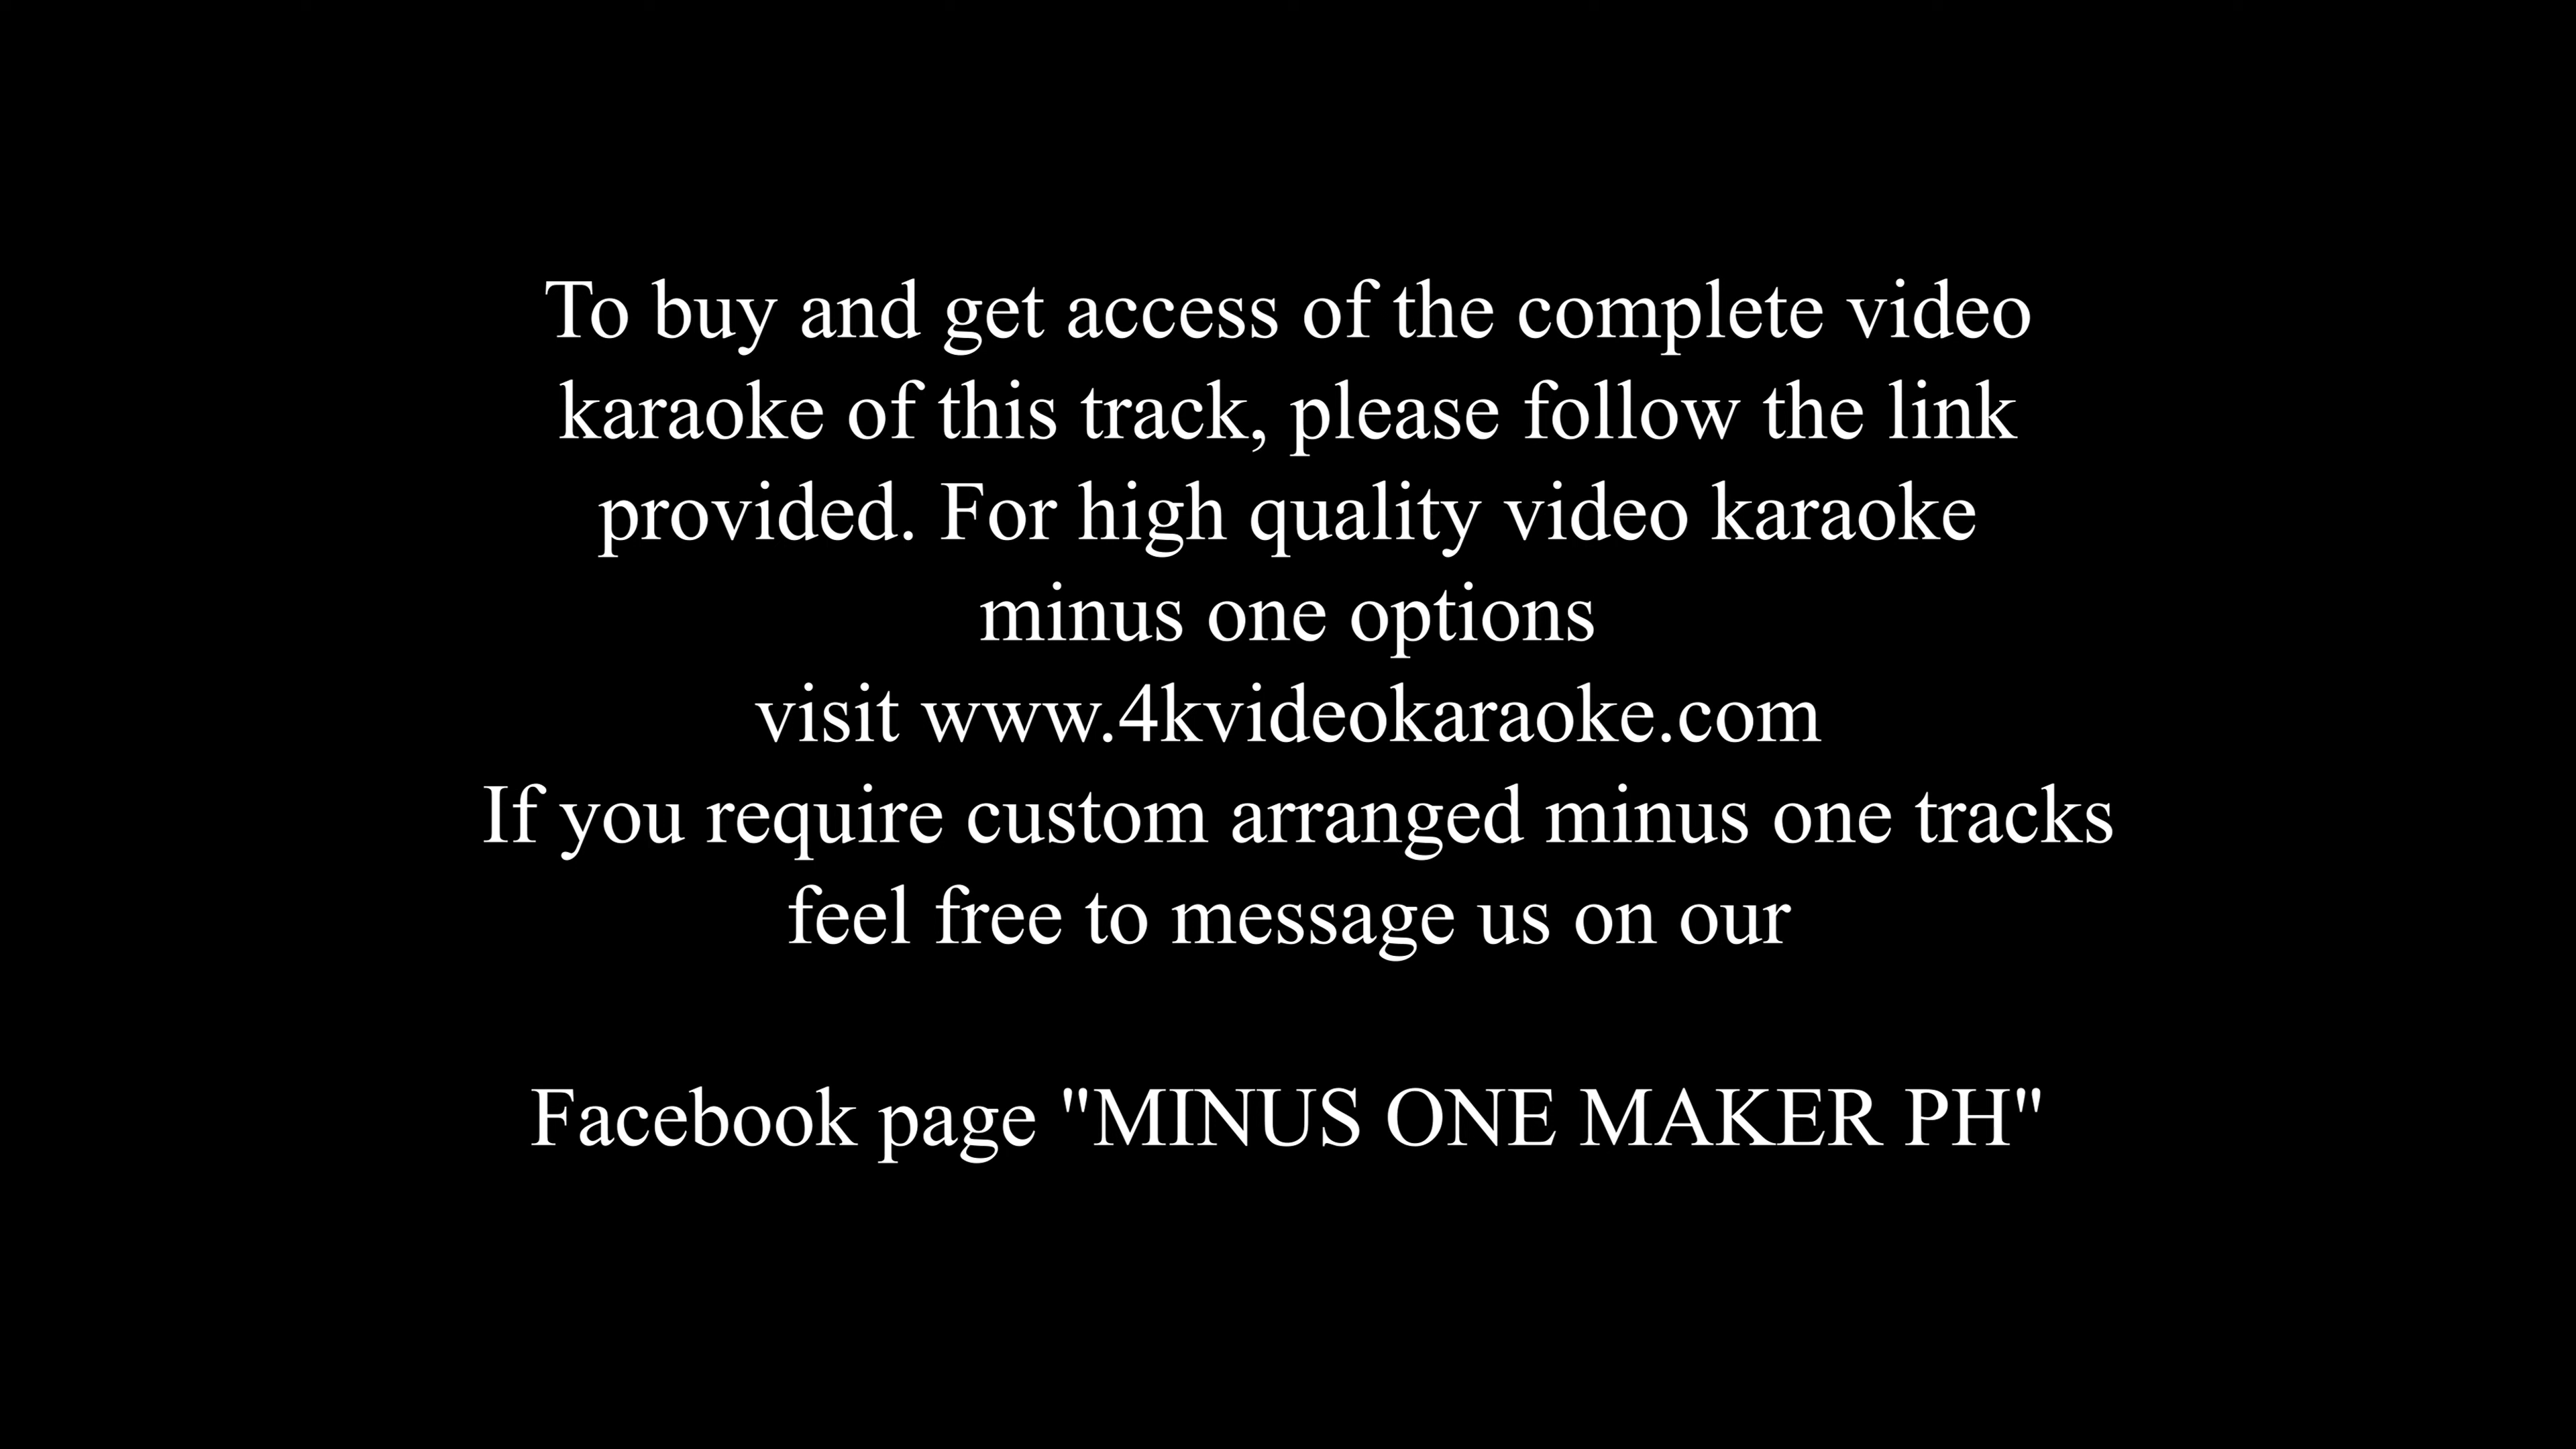 To buy and get access of the complete video
karaoke of this track, please follow the link
provided. For high quality video karaoke
minus one options
visit www.4kvideokaraoke.com
If you require custom arranged minus one tracks
feel free to message us on our
Facebook page "MINUS ONE MAKER PH"